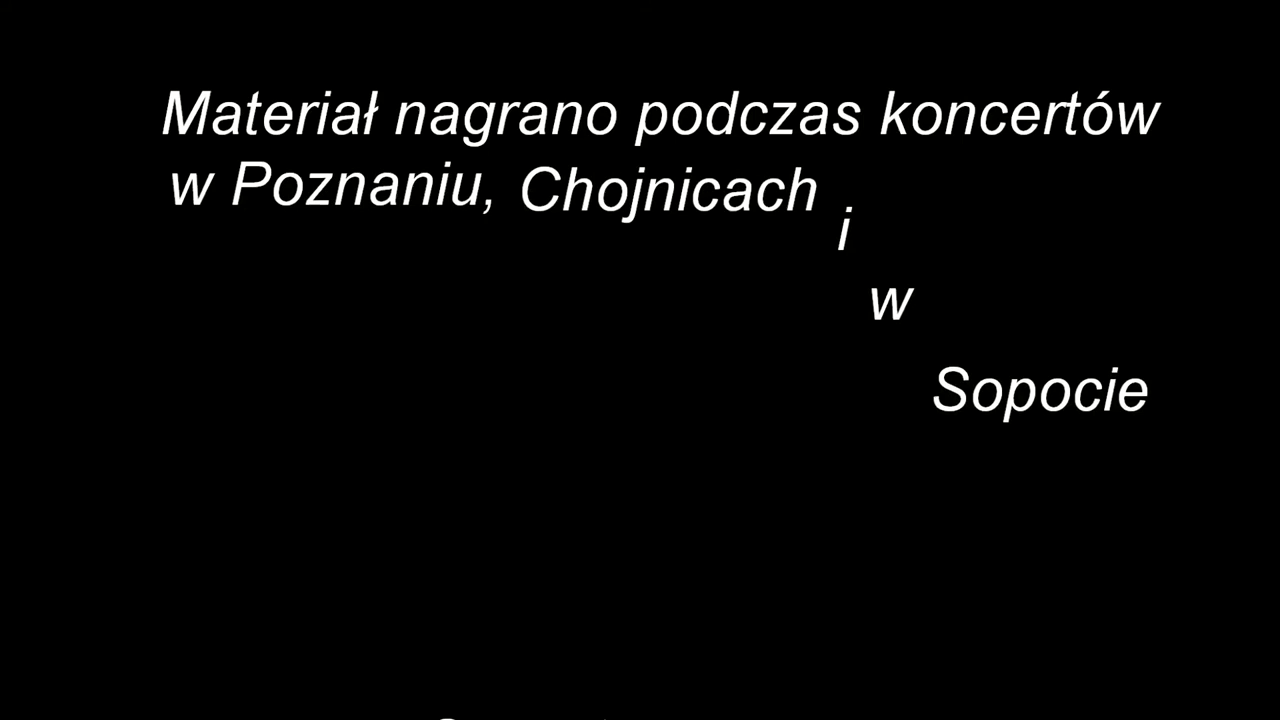 Materiał nagrano podczas koncertów
w Poznaniu, Chojnicach
i
w
Sopocie